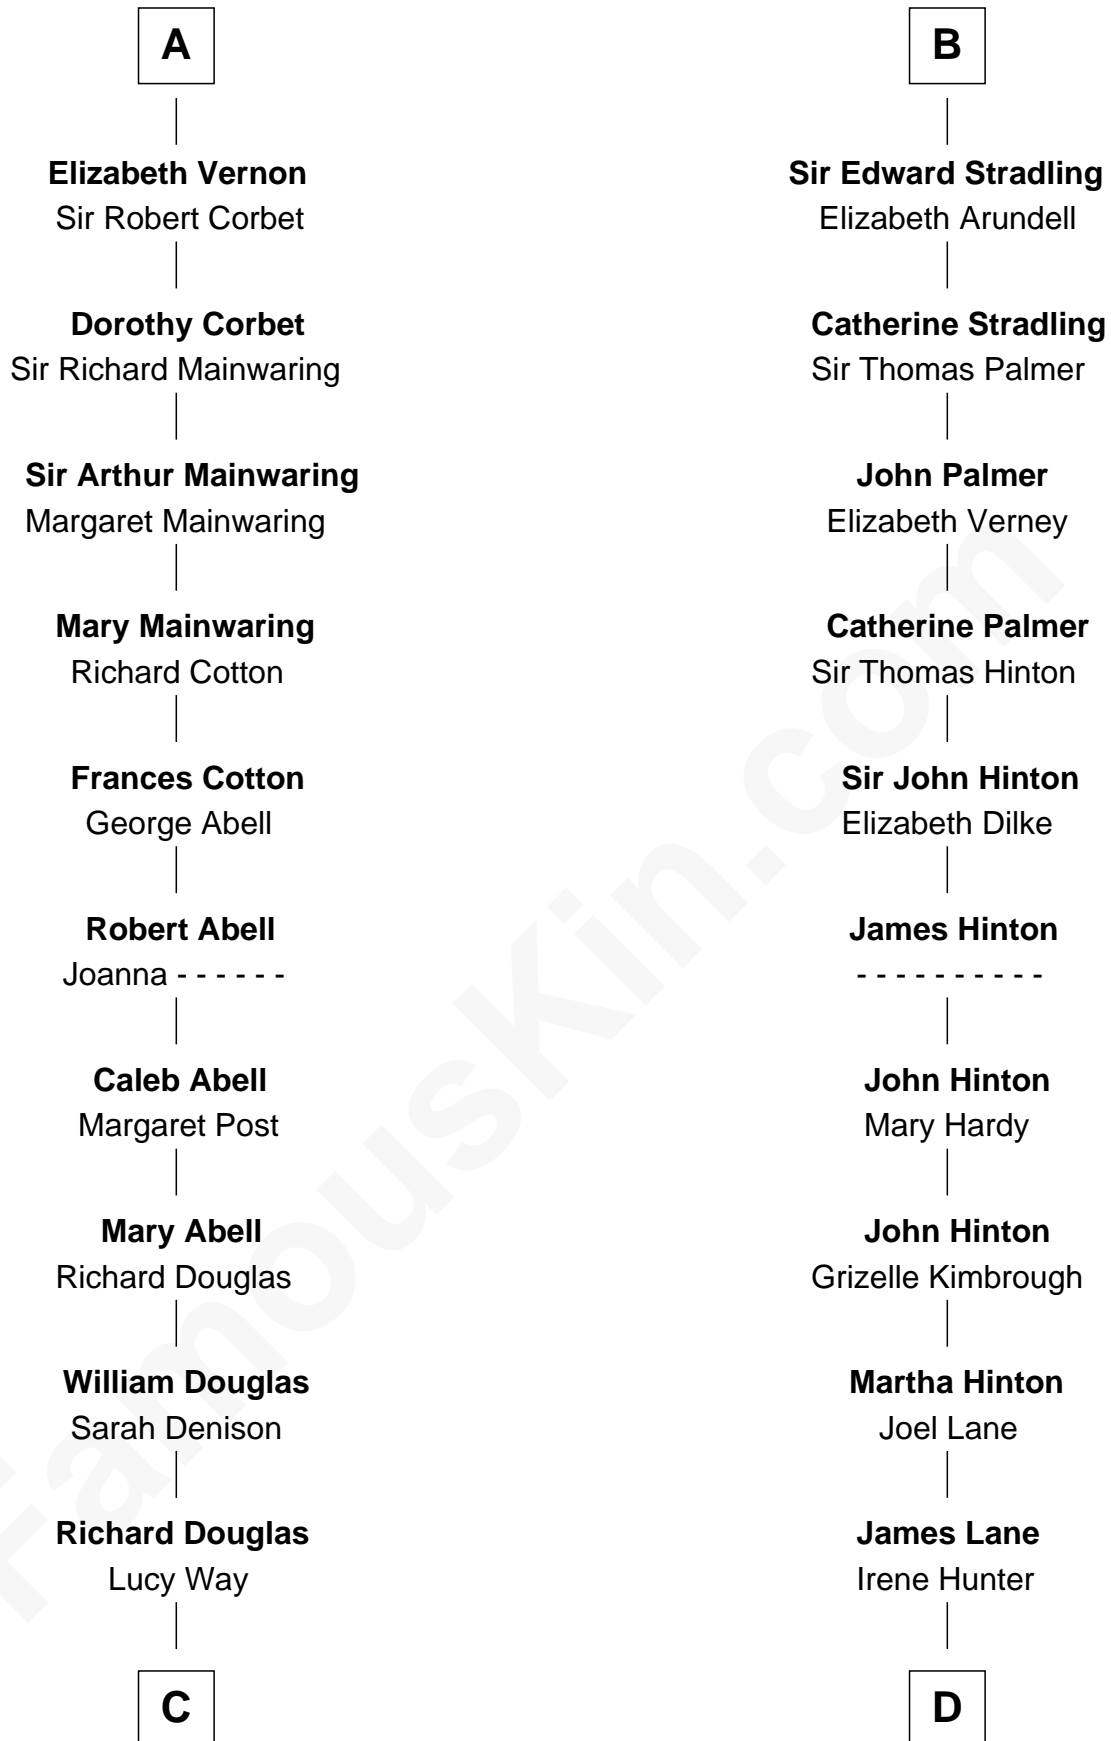 A
Elizabeth Vernon
Sir Robert Corbet
Dorothy Corbet
Sir Richard Mainwaring
Sir Arthur Mainwaring
Margaret Mainwaring
Mary Mainwaring
Richard Cotton
Frances Cotton
George Abell
Robert Abell
Joanna - - - - - -
Caleb Abell
Margaret Post
Mary Abell
Richard Douglas
William Douglas
Sarah Denison
Richard Douglas
Lucy Way
C
B
Sir Edward Stradling
Elizabeth Arundell
Catherine Stradling
Sir Thomas Palmer
John Palmer
Elizabeth Verney
Catherine Palmer
Sir Thomas Hinton
Sir John Hinton
Elizabeth Dilke
James Hinton
- - - - - - - - - -
John Hinton
Mary Hardy
John Hinton
Grizelle Kimbrough
Martha Hinton
Joel Lane
James Lane
Irene Hunter
D
FamousKin.com